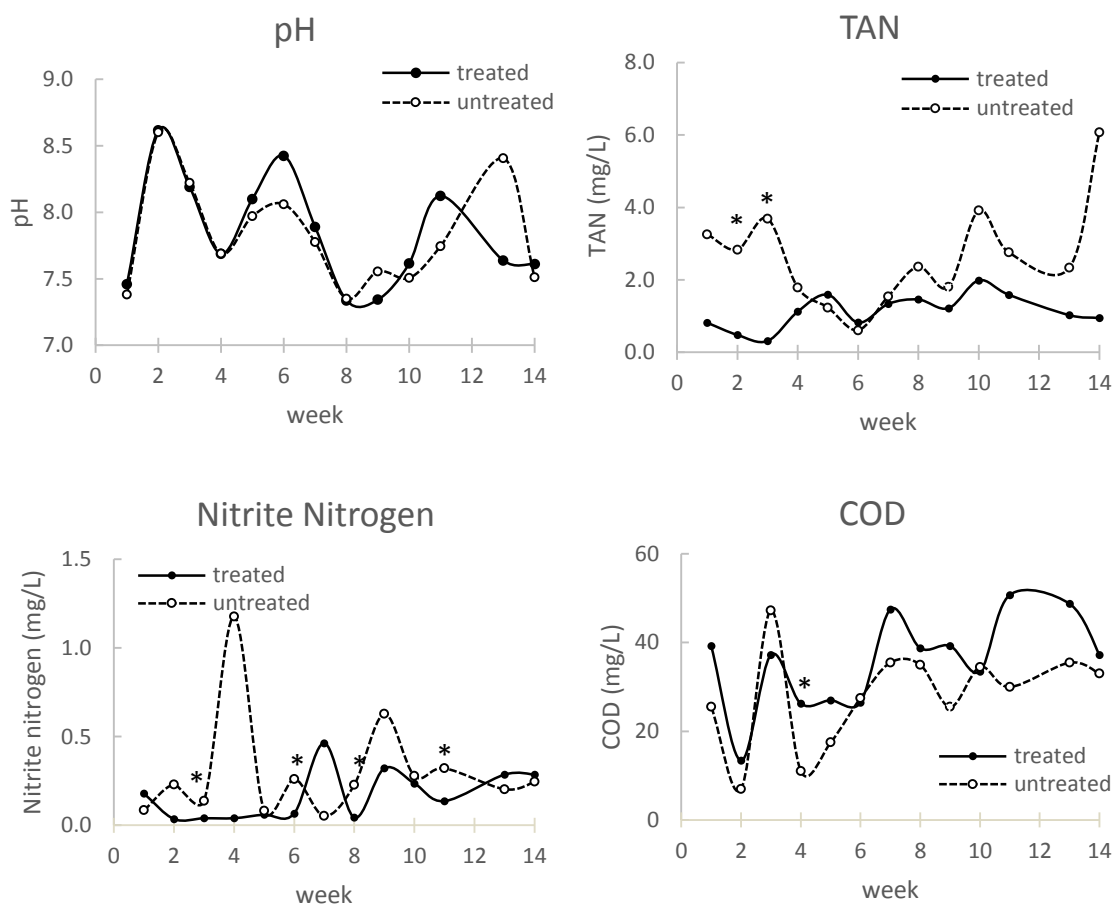 pH
treated
untreated
9.0
8.5
8.0
7.5
7.0
pH
0 2 4 6 8 10 12 14
week
TAN
treated
untreated
8.0
6.0
4.0
2.0
0.0
TAN (mg/L)
* *
0 2 4 6 8 10 12 14
week
Nitrite Nitrogen
treated
untreated
1.5
1.0
0.5
0.0
Nitrite nitrogen (mg/L)
* * * *
0 2 4 6 8 10 12 14
week
COD
60
40
20
0
COD (mg/L)
*
treated
untreated
0 2 4 6 8 10 12 14
week